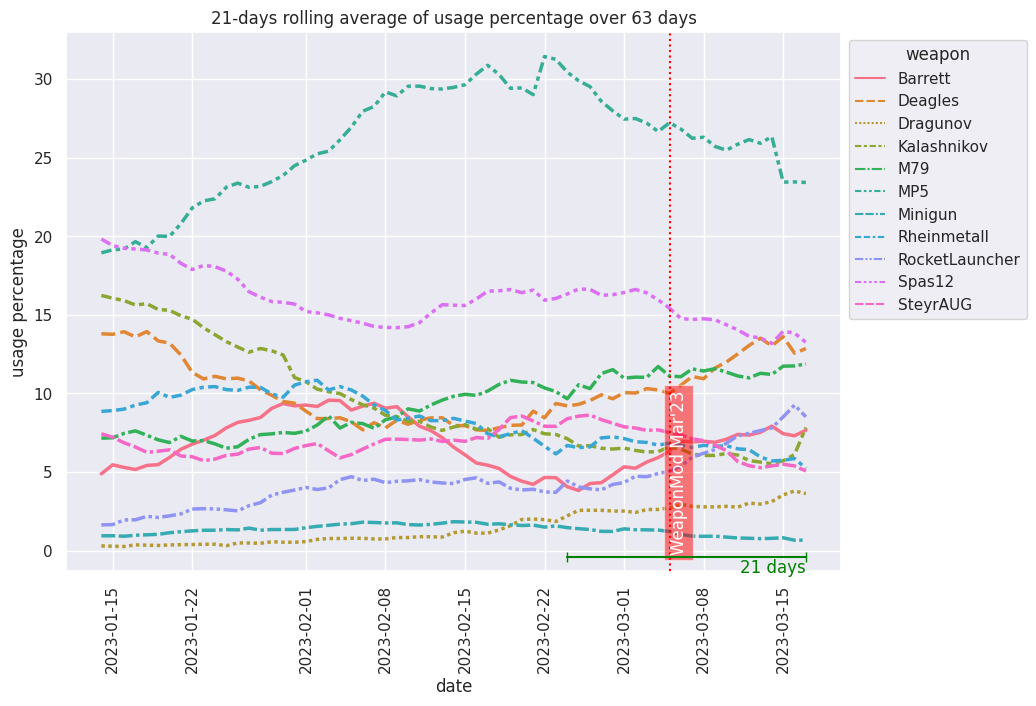 21-days rolling average of usage percentage over 63 days
usage percentage
30
25
20
15
10
5
0
weapon
Barrett
Deagles
Dragunov
Kalashnikov
M79
MP5
Minigun
Rheinmetall
RocketLauncher
Spas12
SteyrAUG
WeaponMod Mar'23
21 days
2023-01-15
2023-01-22
2023-02-01
2023-02-08
2023-02-15
2023-02-22
2023-03-01
2023-03-08
2023-03-15
date